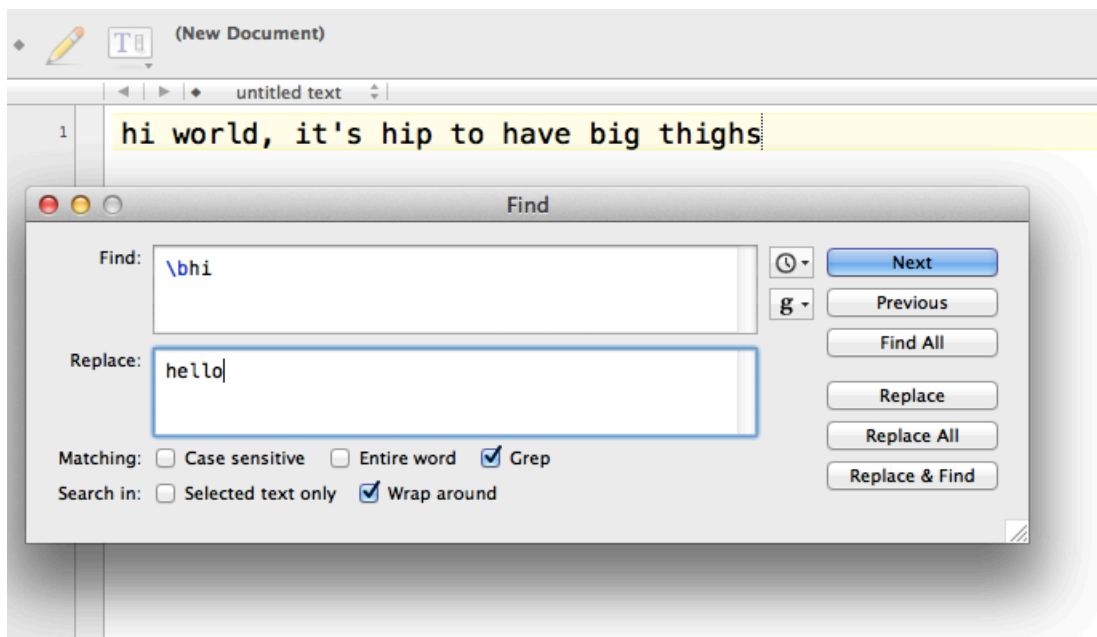 (New Document)
untitled text
1 hi world, it's hip to have big thighs
Find
Find: \bhi
Next
g Previous
Find All
Replace: hello
Replace
Replace All
Matching: Case sensitive Entire word Grep
Replace & Find
Search in: Selected text only Wrap around